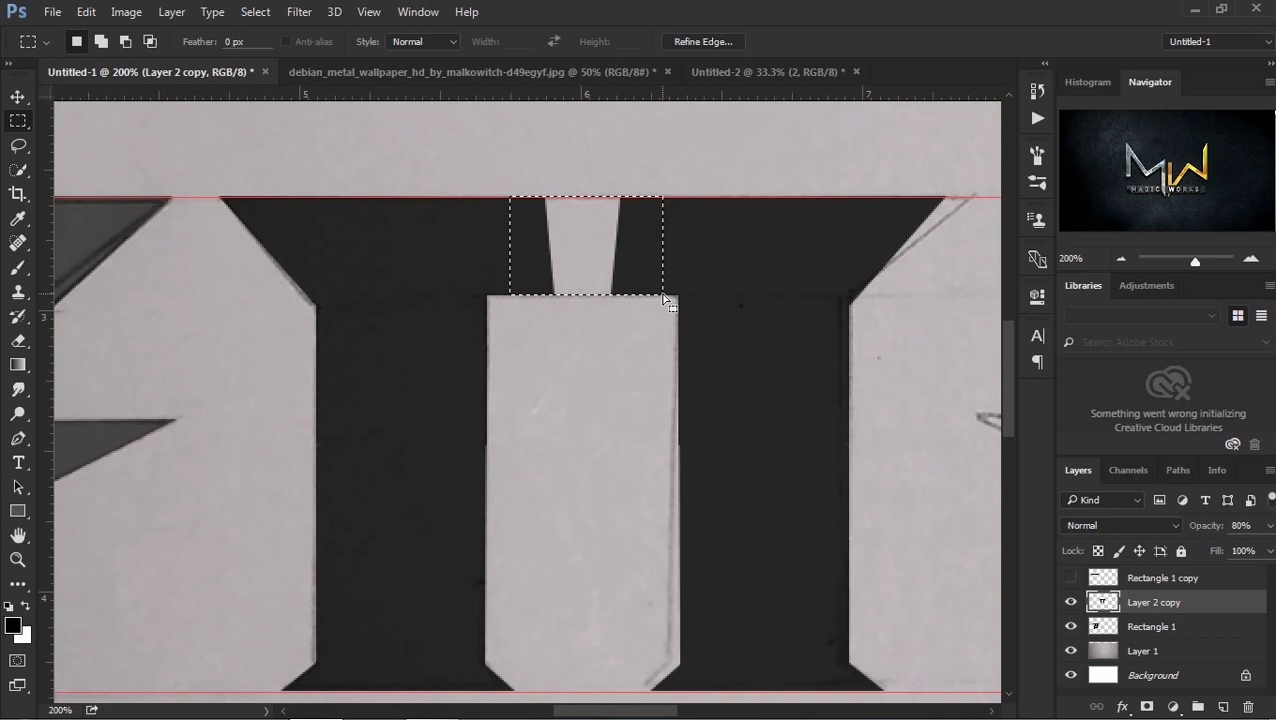 Ps File Edit Image Layer Type Select Filter 3D View Window Help
Feather: 0 px Anti-alias Style: Normal Width: Height: Refine Edge... Untitled-1
Untitled-1 @ 200% (Layer 2 copy, RGB/8) * × debian_metal_wallpaper_hd_by_malkowitch-d49egyf.jpg @ 50% (RGB/8#) * × Untitled-2 @ 33.3% (2, RGB/8) * ×
Histogram Navigator
5 6 7
MW
MAGIC WORKS
200%
Libraries Adjustments
3
Search Adobe Stock
Something went wrong initializing
Creative Cloud Libraries
Layers Channels Paths Info
Kind
Normal Opacity: 80%
Lock: Fill: 100%
Rectangle 1 copy
4
Layer 2 copy
Rectangle 1
Layer 1
Background
200%
fx